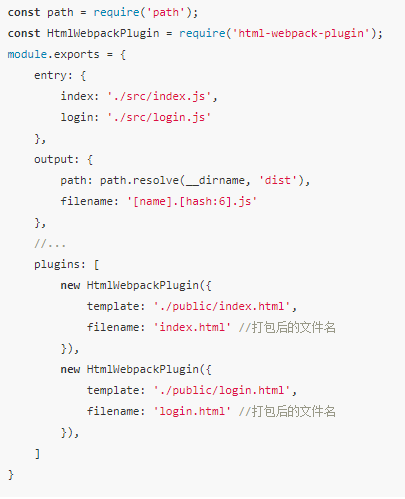 const path = require('path');
const HtmlWebpackPlugin = require('html-webpack-plugin');
module.exports = {
    entry: {
        index: './src/index.js',
        login: './src/login.js'
    },
    output: {
        path: path.resolve(__dirname, 'dist'),
        filename: '[name].[hash:6].js'
    },
    //...
    plugins: [
        new HtmlWebpackPlugin({
            template: './public/index.html',
            filename: 'index.html' //打包后的文件名
        }),
        new HtmlWebpackPlugin({
            template: './public/login.html',
            filename: 'login.html' //打包后的文件名
        }),
    ]
}